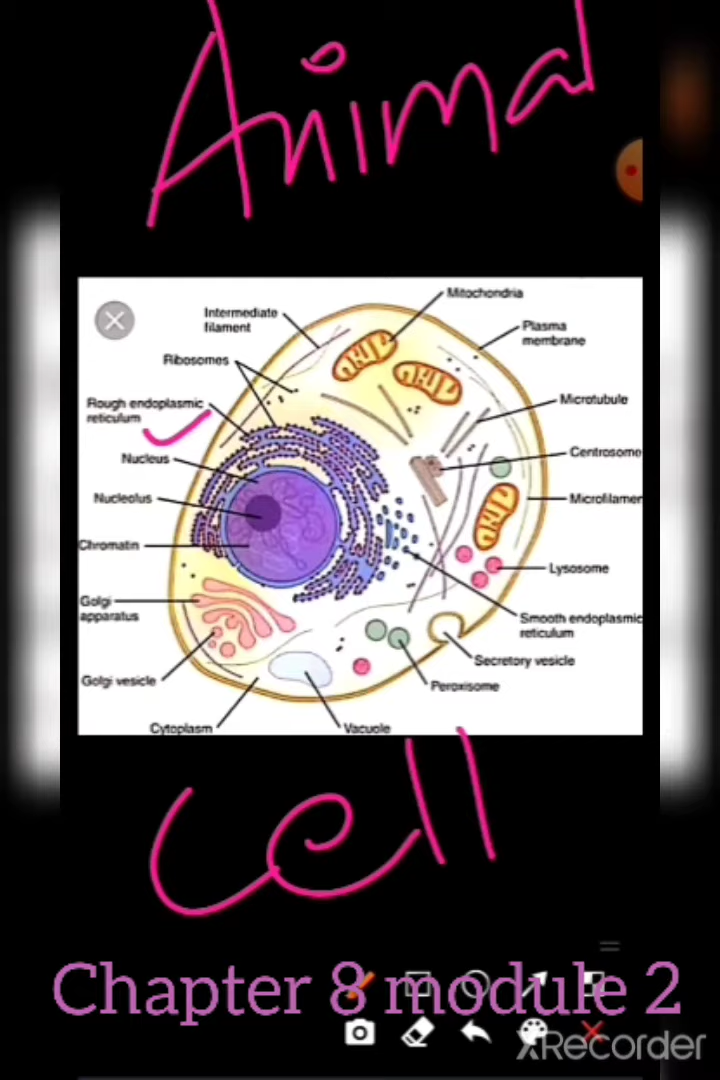 Animal
Mitochondria
Intermediate
filament
Plasma
membrane
Ribosomes
Rough endoplasmic
reticulum
Microtubule
Nucleus
Centrosome
Nucleolus
Microfilamen
Chromatin
Lysosome
Golgi
apparatus
Smooth endoplasmic
reticulum
Secretory vesicle
Golgi vesicle
Peroxisome
Cytoplasm
Vacuole
Cell
Chapter 8 module 2
XRecorder